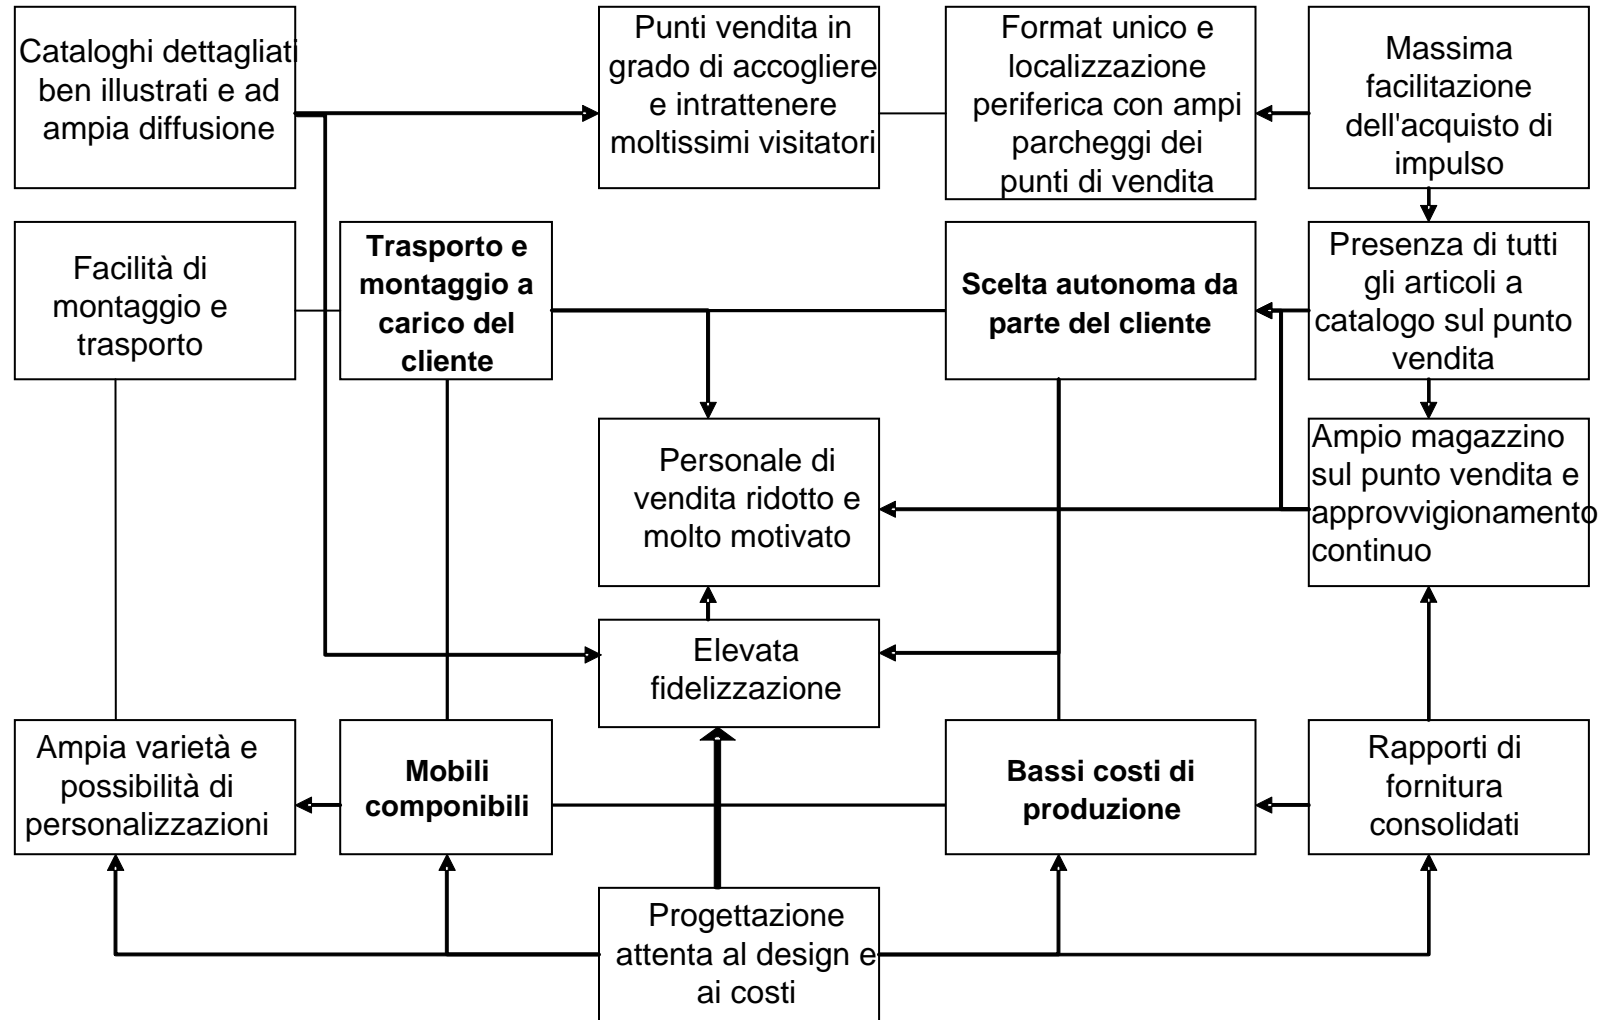 Cataloghi dettagliati
ben illustrati e ad
ampia diffusione
Punti vendita in
grado di accogliere
e intrattenere
moltissimi visitatori
Format unico e
localizzazione
periferica con ampi
parcheggi dei
punti di vendita
Massima
facilitazione
dell'acquisto di
impulso
Facilità di
montaggio e
trasporto
Trasporto e
montaggio a
carico del
cliente
Scelta autonoma da
parte del cliente
Presenza di tutti
gli articoli a
catalogo sul punto
vendita
Personale di
vendita ridotto e
molto motivato
Ampio magazzino
sul punto vendita e
approvvigionamento
continuo
Elevata
fidelizzazione
Ampia varietà e
possibilità di
personalizzazioni
Mobili
componibili
Bassi costi di
produzione
Rapporti di
fornitura
consolidati
Progettazione
attenta al design e
ai costi